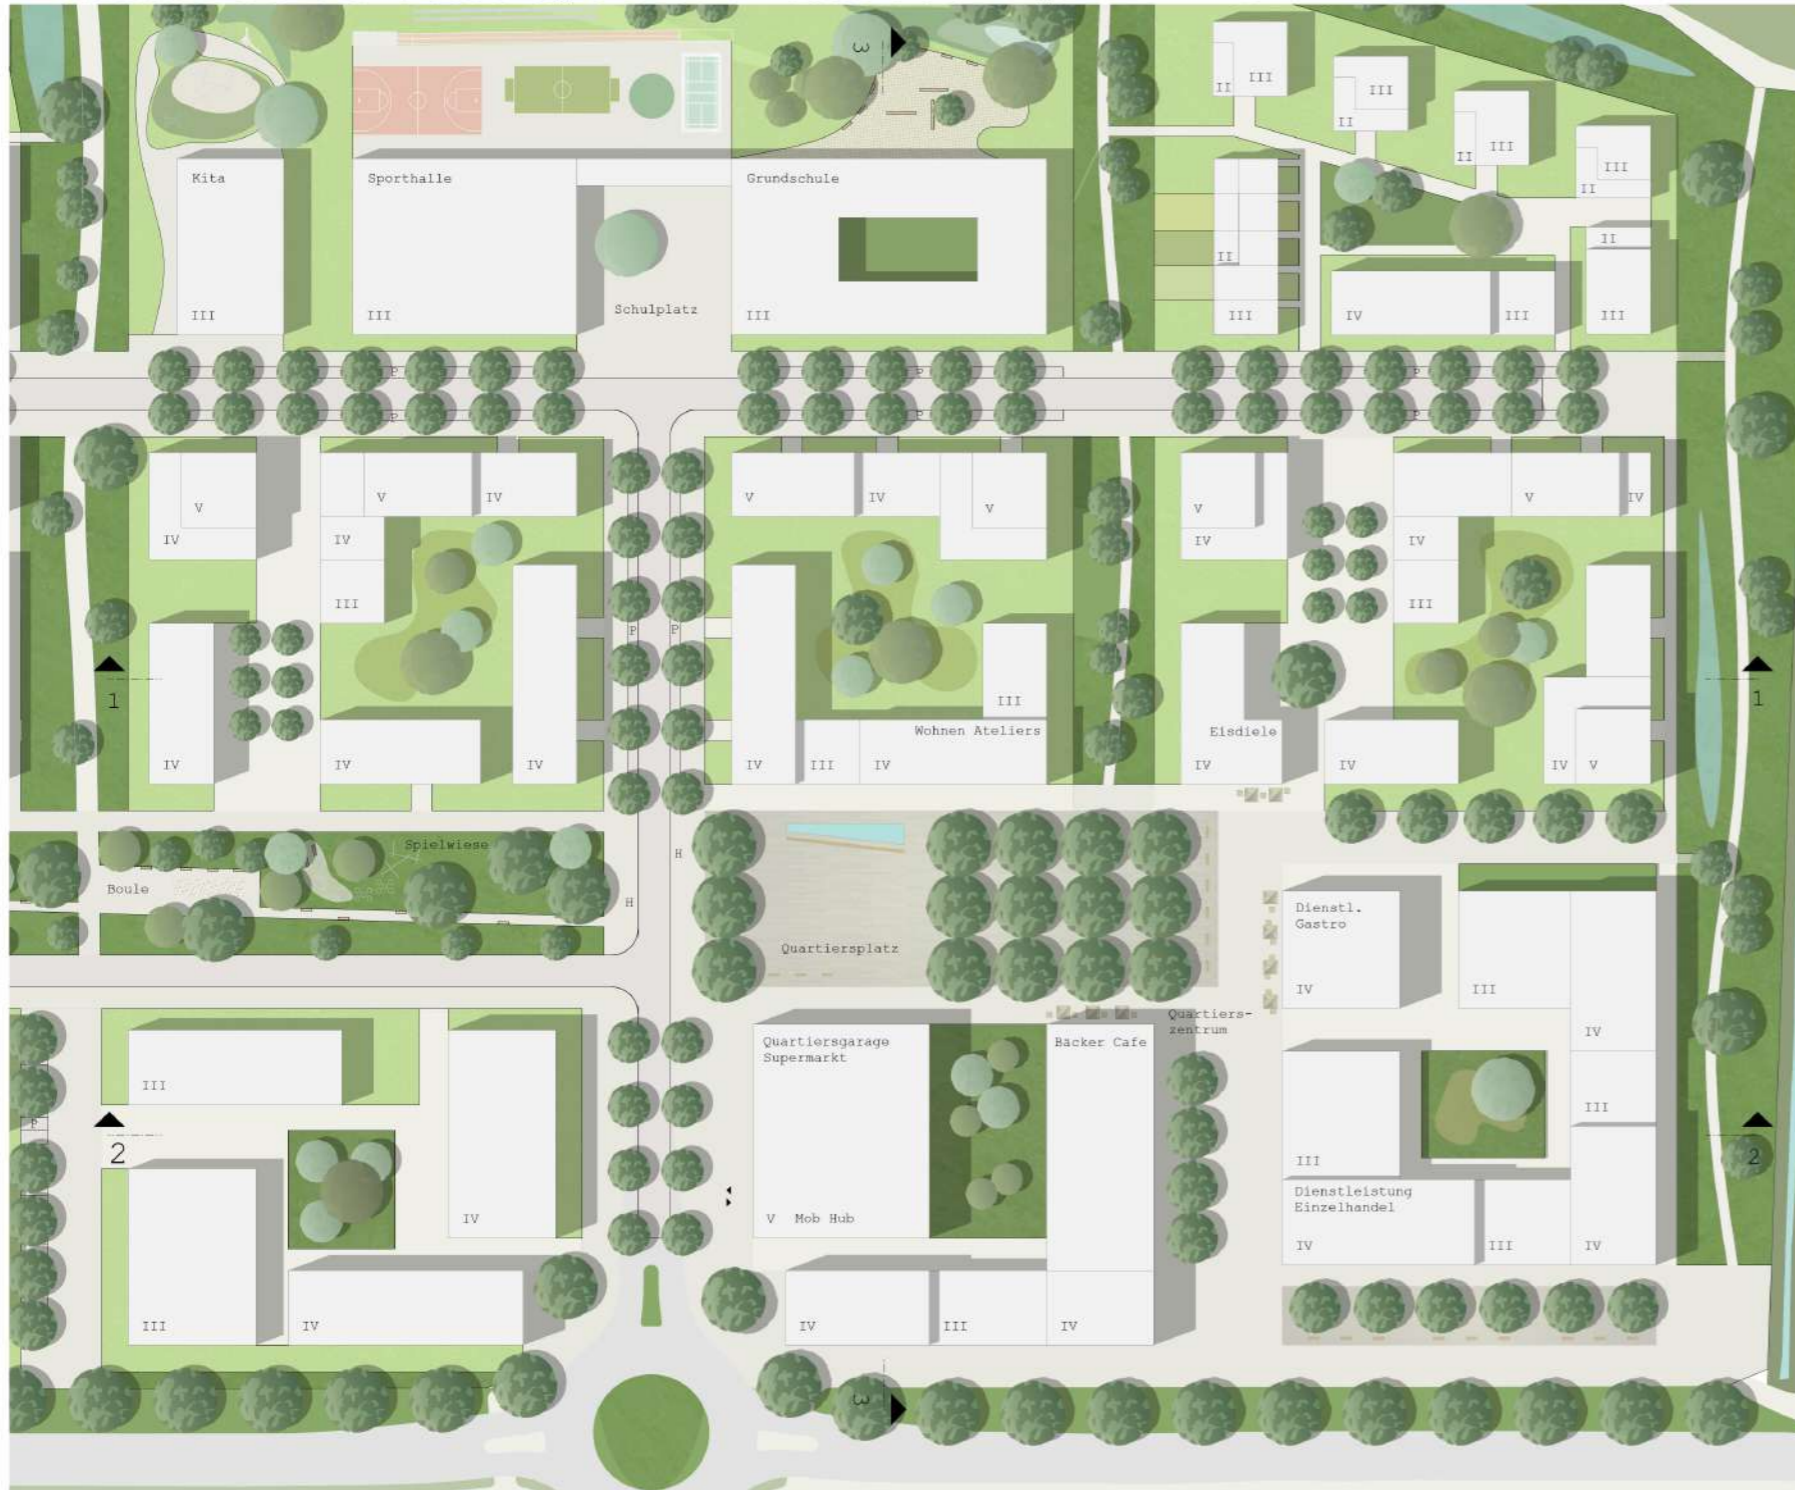 3
III
II
III
II
III
II
III
II
Kita
Sporthalle
Grundschule
II
II
Schulplatz
III
III
III
III
IV
III
III
P
P
P
P
P
P
V
IV
V
IV
IV
III
IV
IV
IV
V
IV
V
III
Wohnen Ateliers
IV
III
IV
V
IV
Eisdiele
IV
V
IV
IV
III
IV
IV
V
P
P
1
1
Spielwiese
Boule
H
H
Quartiersplatz
Dienstl.
Gastro
IV
III
IV
III
Quartiers-
zentrum
Quartiersgarage
Supermarkt
Bäcker Cafe
III
P
2
2
III
Dienstleistung
Einzelhandel
IV
V Mob Hub
IV
III
IV
III
IV
IV
III
IV
3